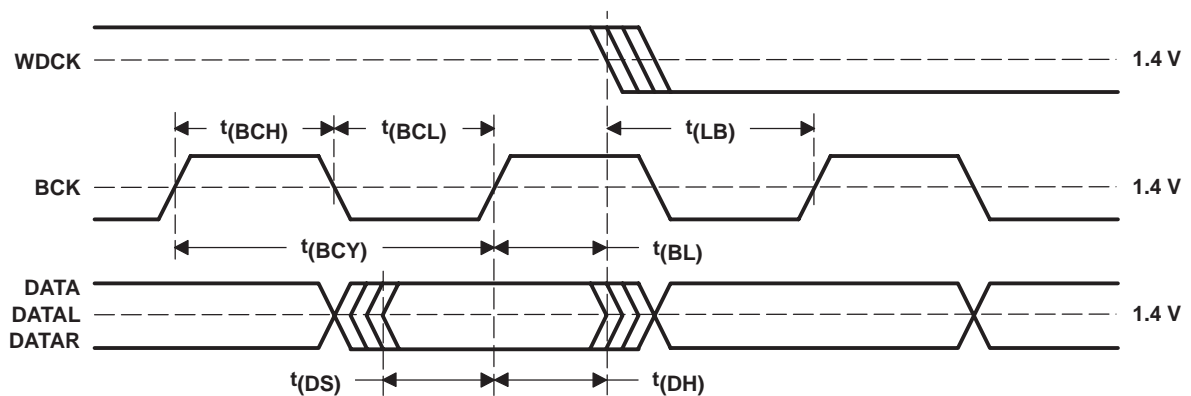 WDCK
1.4 V
t(BCH)
t(BCL)
t(LB)
BCK
1.4 V
t(BCY)
t(BL)
DATA
DATAL
DATAR
1.4 V
t(DS)
t(DH)